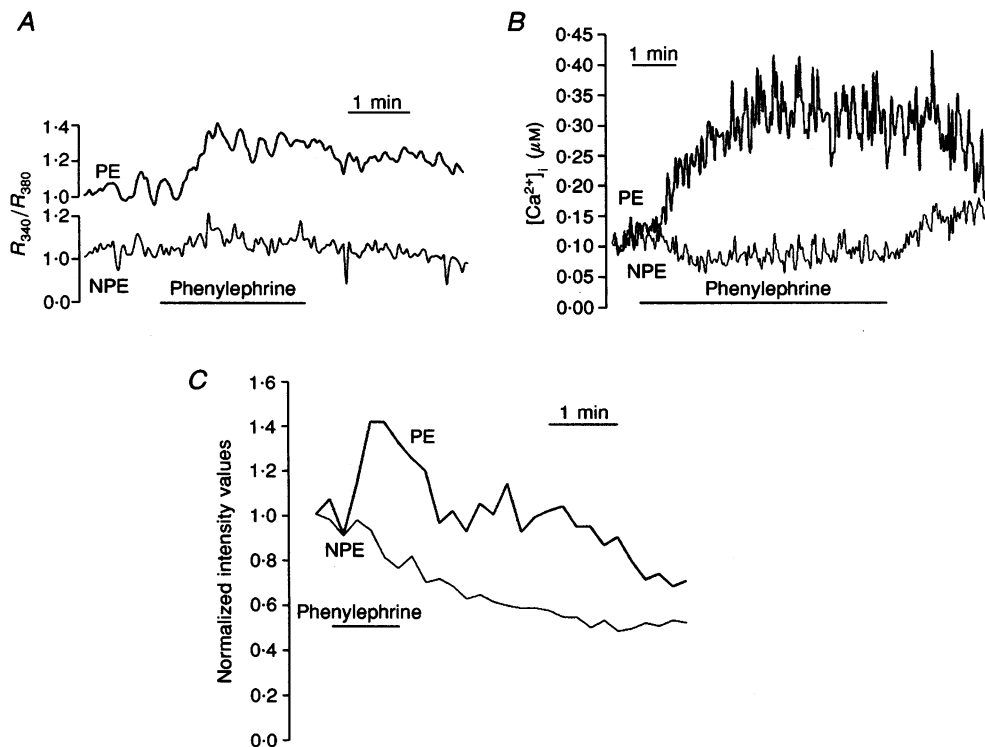 A
1 min
1·4
1·2
1·0
PE
R340/R380
1·2
1·0
0·0
NPE
Phenylephrine
B
1 min
0·45
0·40
0·35
0·30
0·25
0·20
0·15
0·10
0·05
0·00
[Ca²⁺]i (μM)
PE
NPE
Phenylephrine
C
1 min
1·6
1·4
1·2
1·0
0·8
0·6
0·4
0·2
0·0
Normalized intensity values
PE
NPE
Phenylephrine